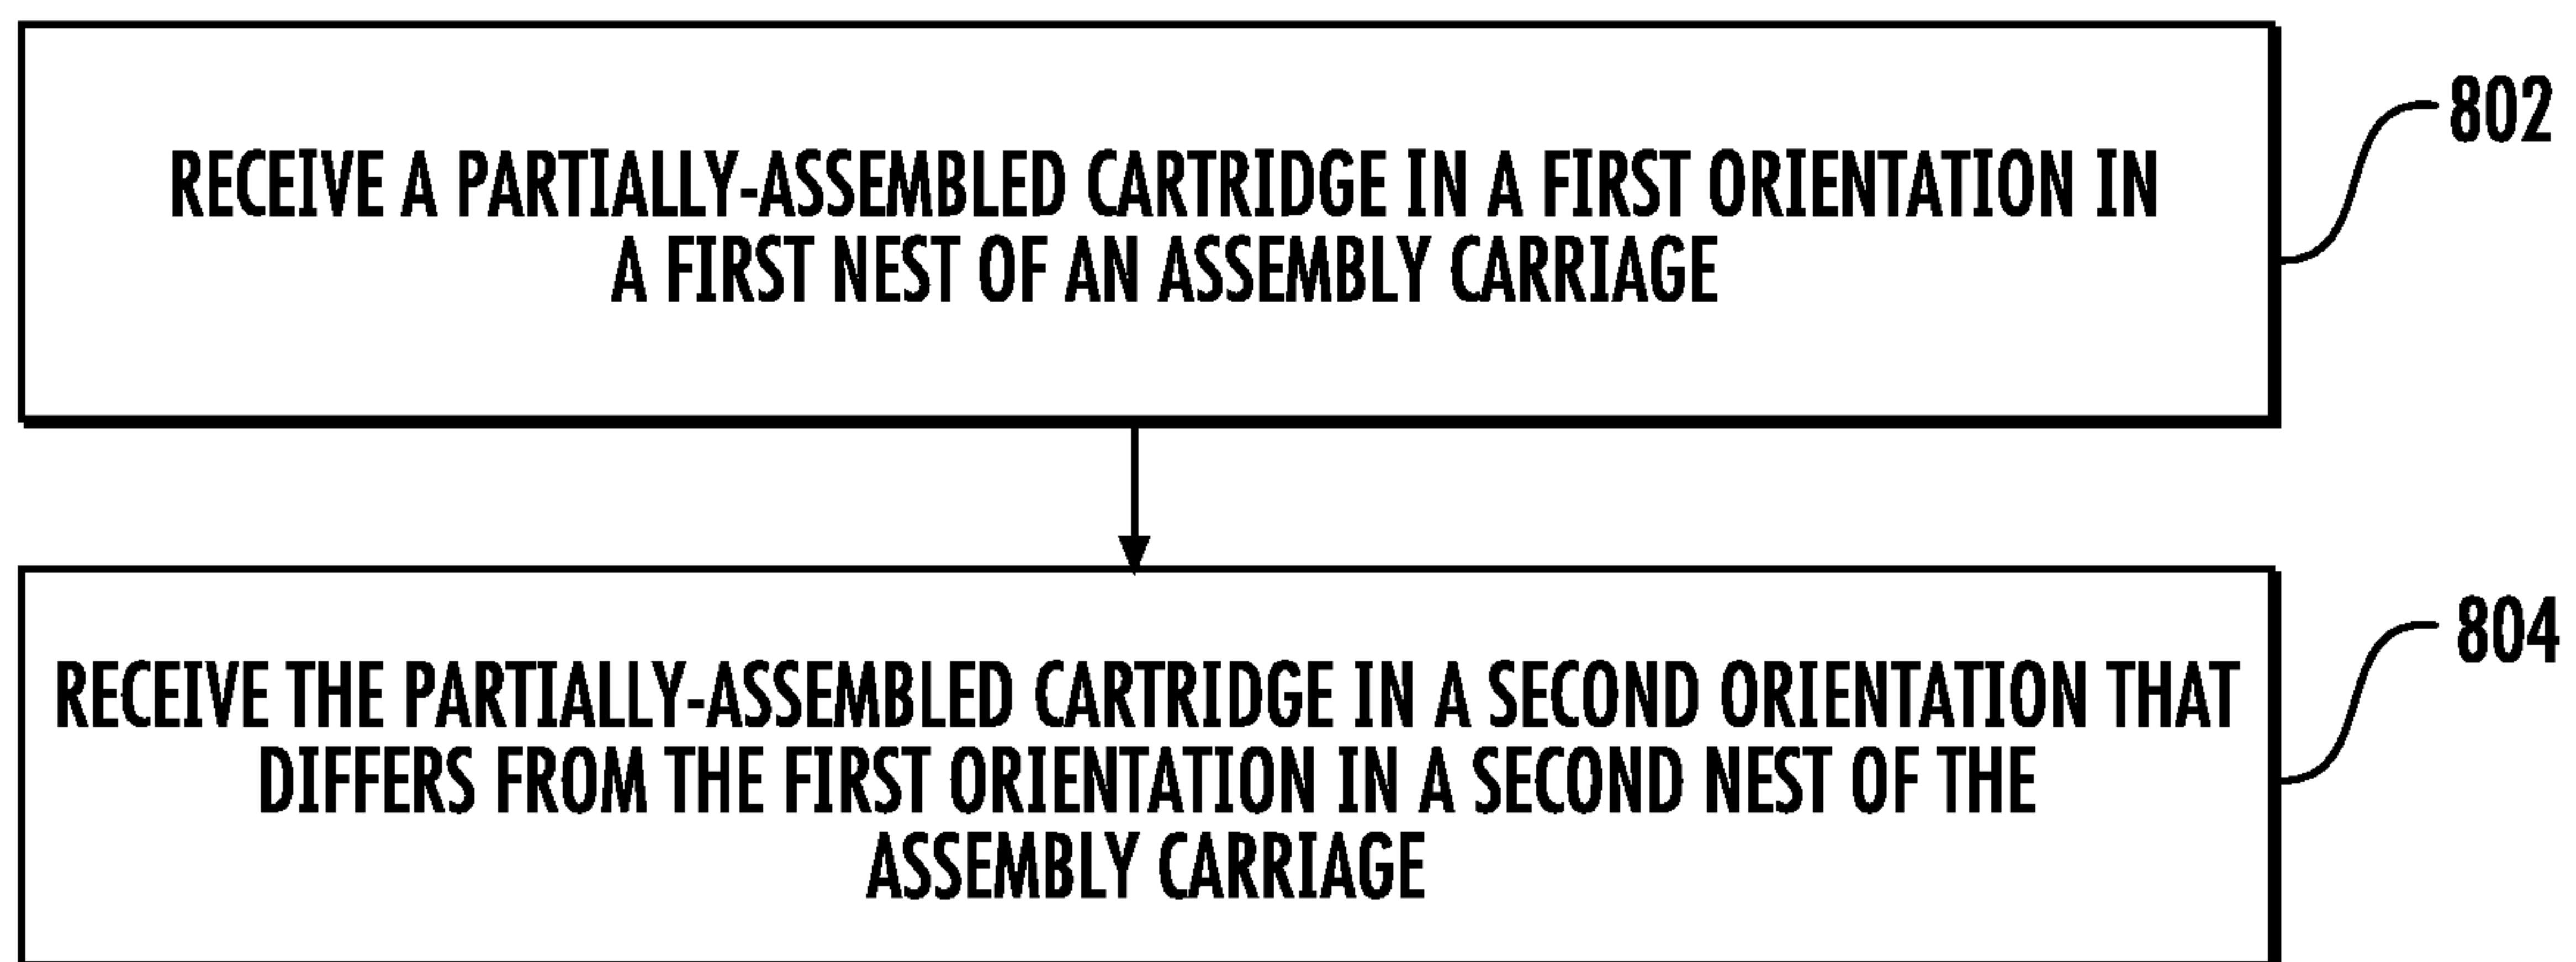 RECEIVE A PARTIALLY-ASSEMBLED CARTRIDGE IN A FIRST ORIENTATION IN
A FIRST NEST OF AN ASSEMBLY CARRIAGE
802
RECEIVE THE PARTIALLY-ASSEMBLED CARTRIDGE IN A SECOND ORIENTATION THAT
DIFFERS FROM THE FIRST ORIENTATION IN A SECOND NEST OF THE
ASSEMBLY CARRIAGE
804